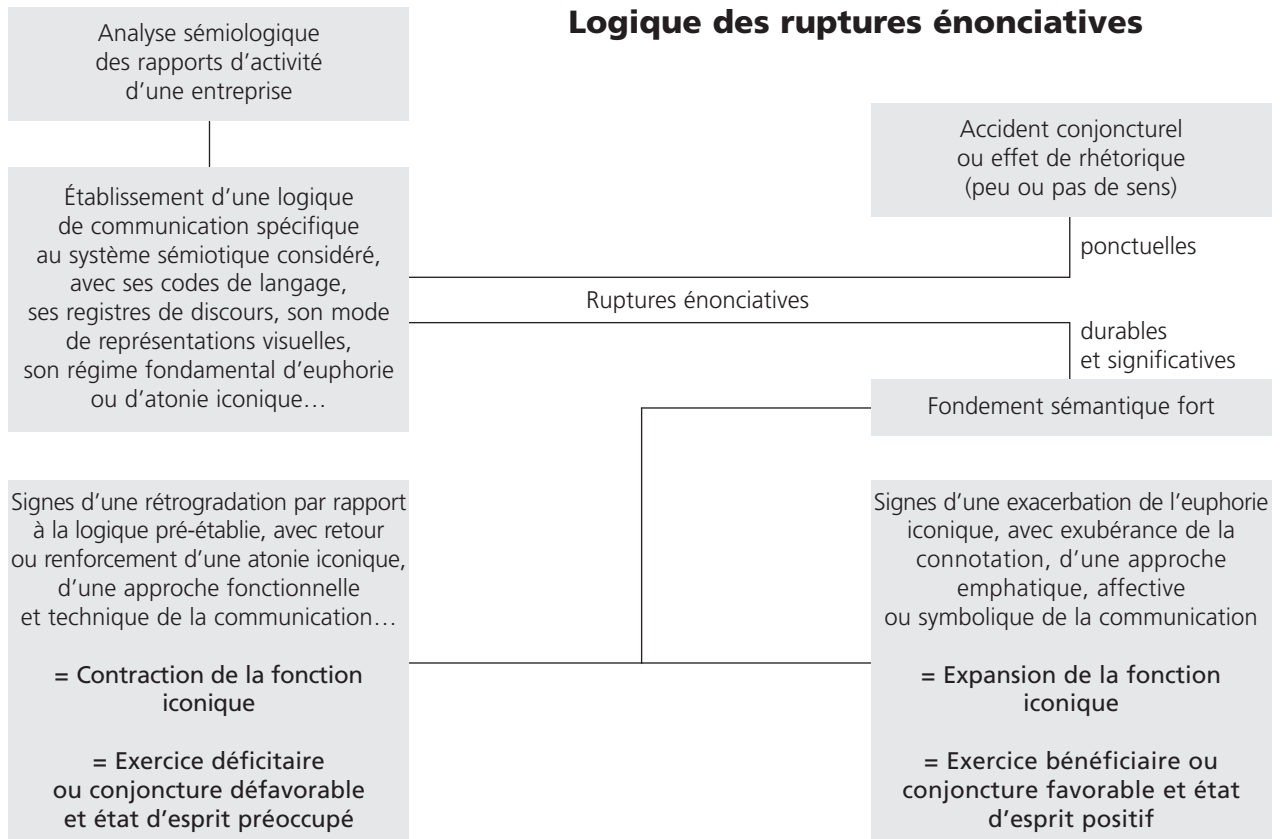 Logique des ruptures énonciatives
Analyse sémiologique
des rapports d’activité
d’une entreprise
Établissement d’une logique
de communication spécifique
au système sémiotique considéré,
avec ses codes de langage,
ses registres de discours, son mode
de représentations visuelles,
son régime fondamental d’euphorie
ou d’atonie iconique…
Accident conjoncturel
ou effet de rhétorique
(peu ou pas de sens)
ponctuelles
Ruptures énonciatives
durables
et significatives
Fondement sémantique fort
Signes d’une rétrogradation par rapport
à la logique pré-établie, avec retour
ou renforcement d’une atonie iconique,
d’une approche fonctionnelle
et technique de la communication…
= Contraction de la fonction
iconique
= Exercice déficitaire
ou conjoncture défavorable
et état d’esprit préoccupé
Signes d’une exacerbation de l’euphorie
iconique, avec exubérance de la
connotation, d’une approche
emphatique, affective
ou symbolique de la communication
= Expansion de la fonction
iconique
= Exercice bénéficiaire ou
conjoncture favorable et état
d’esprit positif